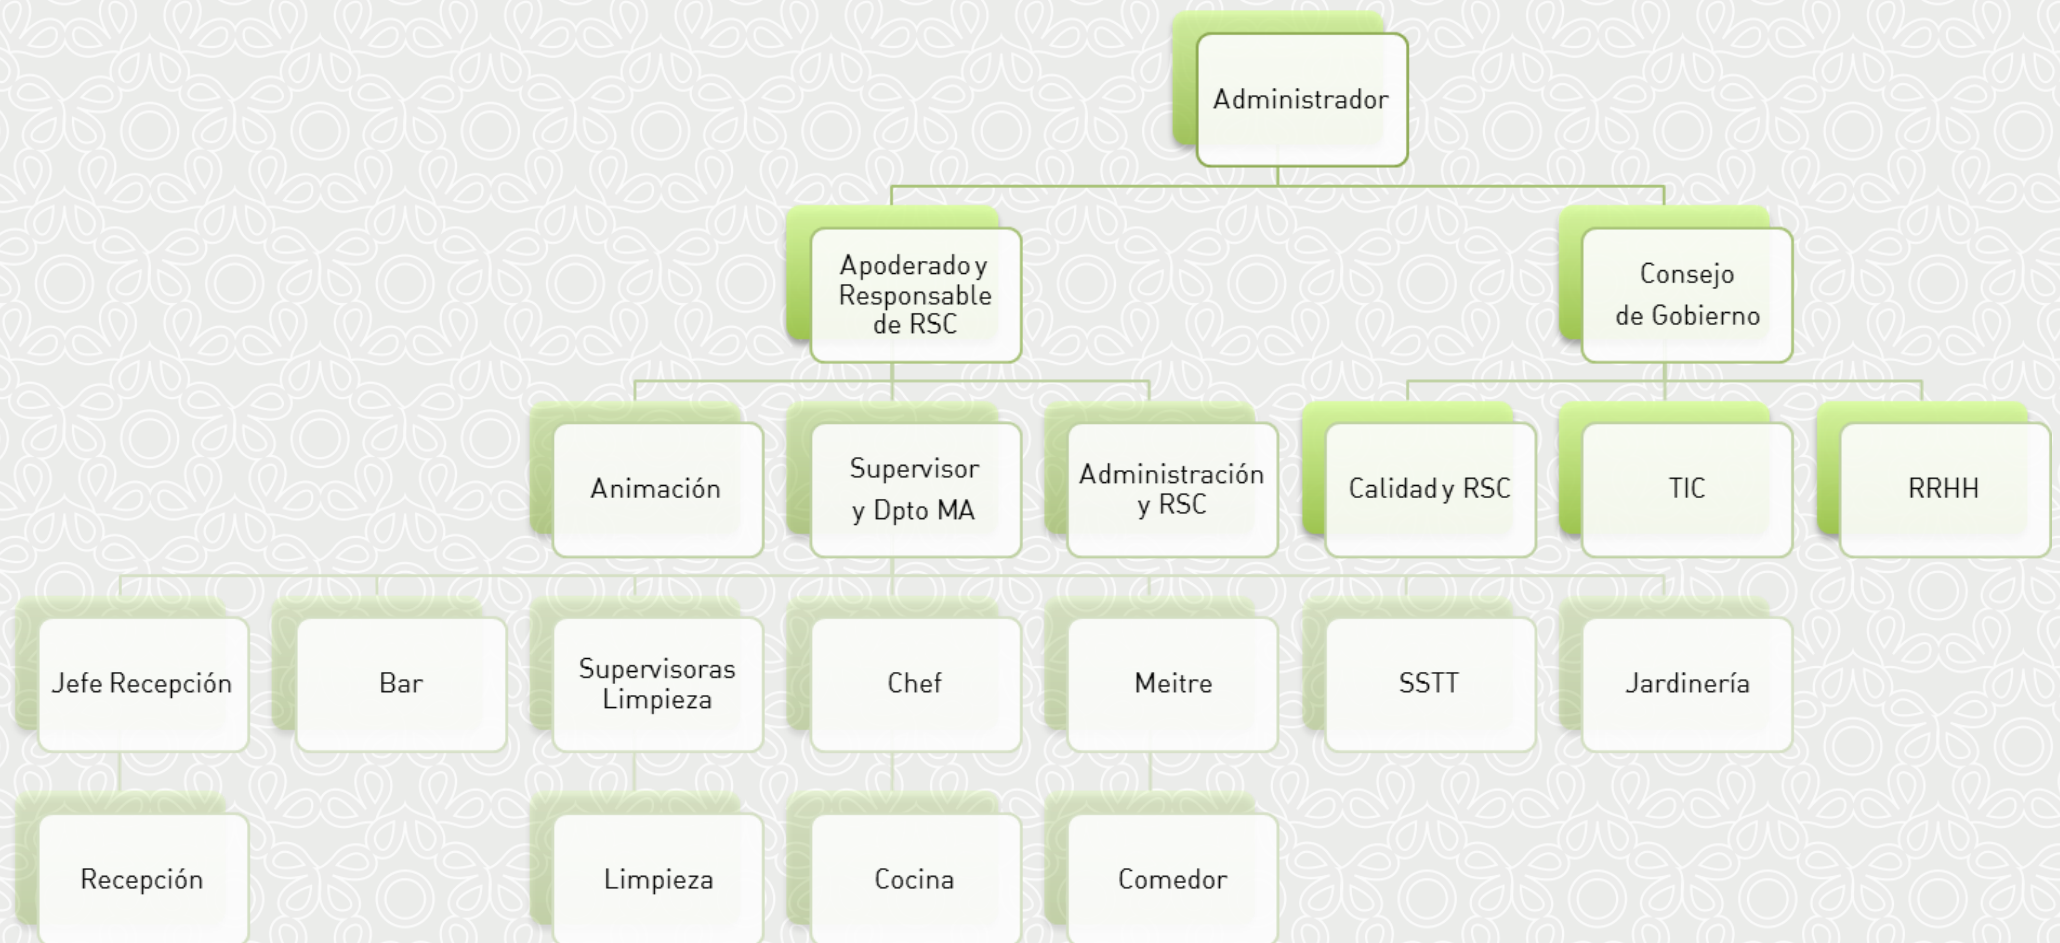 Administrador
Apoderado y
Responsable
de RSC
Consejo
de Gobierno
Animación
Supervisor
y Dpto MA
Administración
y RSC
Calidad y RSC
TIC
RRHH
Jefe Recepción
Bar
Supervisoras
Limpieza
Chef
Meitre
SSTT
Jardinería
Recepción
Limpieza
Cocina
Comedor